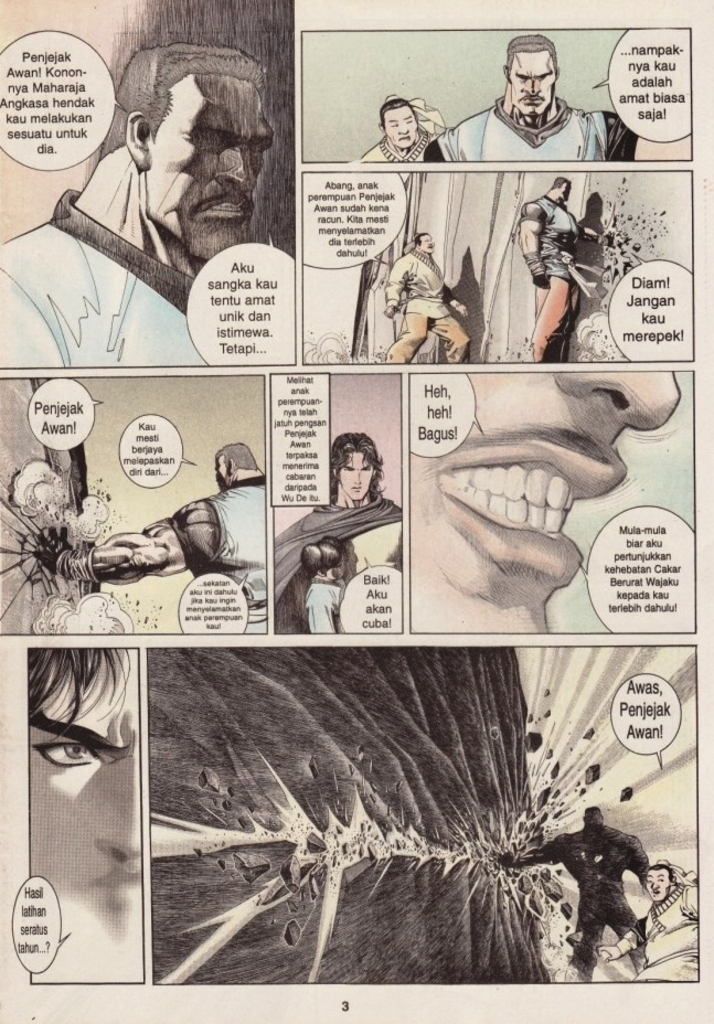 Penjejak
Awan! Konon-
nya Maharaja
Angkasa hendak
kau melakukan
sesuatu untuk
dia.
Aku
sangka kau
tentu amat
unik dan
istimewa.
Tetapi...
...nampak-
nya kau
adalah
amat biasa
saja!
Abang, anak
perempuan Penjejak
Awan sudah kena
racun. Kita mesti
menyelamatkan
dia terlebih
dahulu!
Diam!
Jangan
kau
merepek!
Penjejak
Awan!
Kau
mesti
berjaya
melepaskan
diri dari...
...sekatan
aku ini dahulu
jika kau ingin
menyelamatkan
anak perempuan
kau!
Melihat
anak
perempuan-
nya telah
jatuh pengsan
Penjejak
Awan
terpaksa
menerima
cabaran
daripada
Wu De itu.
Baik!
Aku
akan
cuba!
Heh,
heh!
Bagus!
Mula-mula
biar aku
pertunjukkan
kehebatan Cakar
Berurat Wajaku
kepada kau
terlebih dahulu!
Hasil
latihan
seratus
tahun...?
Awas,
Penjejak
Awan!
3